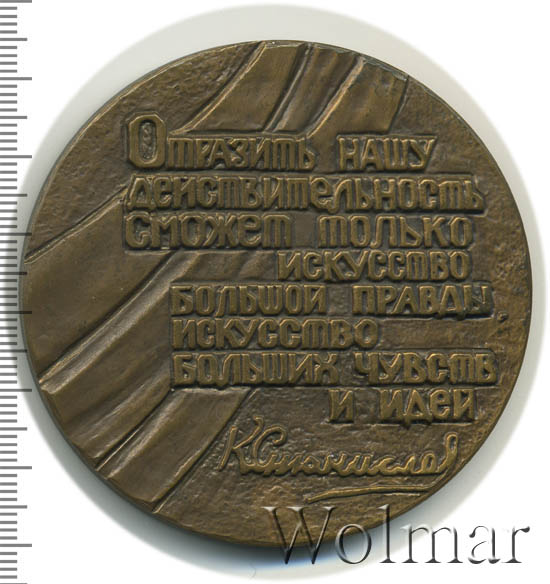 Отразить нашу
действительность
сможет только
искусство
большой правды,
искусство
больших чувств
и идей
К. Станиславский
Wolmar